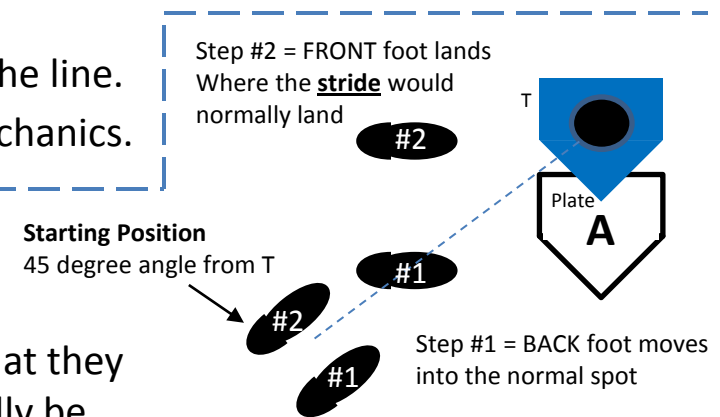 he line.
chanics.
Step #2 = FRONT foot lands
Where the stride would
normally land
#2
T
Plate
A
Starting Position
45 degree angle from T
#1
#2
#1
Step #1 = BACK foot moves
into the normal spot
at they
lly be